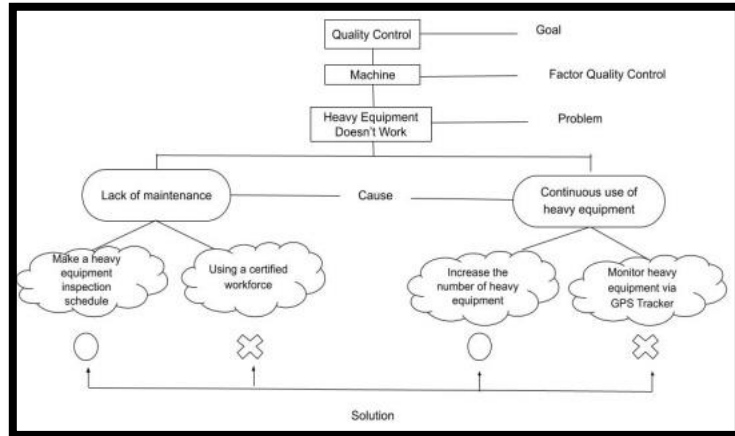 Quality Control
Goal
Machine
Factor Quality Control
Heavy Equipment
Doesn't Work
Problem
Lack of maintenance
Cause
Continuous use of
heavy equipment
Make a heavy
equipment
inspection
schedule
Using a certified
workforce
Increase the
number of heavy
equipment
Monitor heavy
equipment via
GPS Tracker
Solution